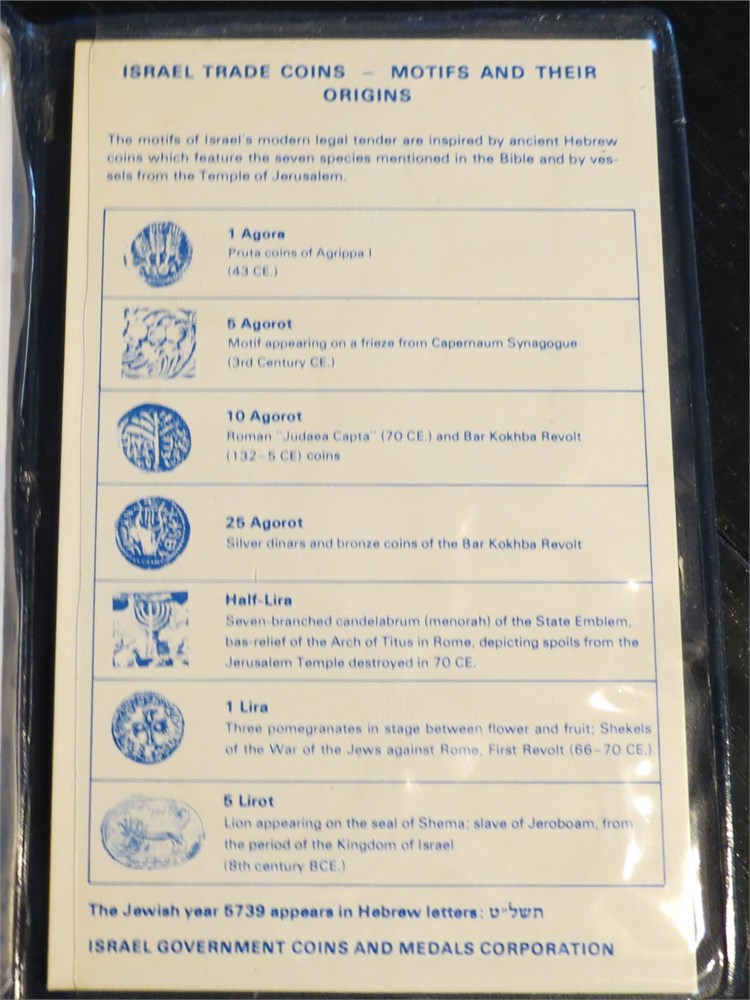 ISRAEL TRADE COINS – MOTIFS AND THEIR
ORIGINS
The motifs of Israel's modern legal tender are inspired by ancient Hebrew
coins which feature the seven species mentioned in the Bible and by ves-
sels from the Temple of Jerusalem.
1 Agora
Pruta coins of Agrippa I
(43 CE.)
5 Agorot
Motif appearing on a frieze from Capernaum Synagogue
(3rd Century CE.)
10 Agorot
Roman "Judaea Capta" (70 CE.) and Bar Kokhba Revolt
(132–5 CE) coins
25 Agorot
Silver dinars and bronze coins of the Bar Kokhba Revolt
Half-Lira
Seven-branched candelabrum (menorah) of the State Emblem,
bas-relief of the Arch of Titus in Rome, depicting spoils from the
Jerusalem Temple destroyed in 70 CE.
1 Lira
Three pomegranates in stage between flower and fruit; Shekels
of the War of the Jews against Rome, First Revolt (66–70 CE.)
5 Lirot
Lion appearing on the seal of Shema; slave of Jeroboam, from
the period of the Kingdom of Israel
(8th century BCE.)
The Jewish year 5739 appears in Hebrew letters: תשל״ט
ISRAEL GOVERNMENT COINS AND MEDALS CORPORATION